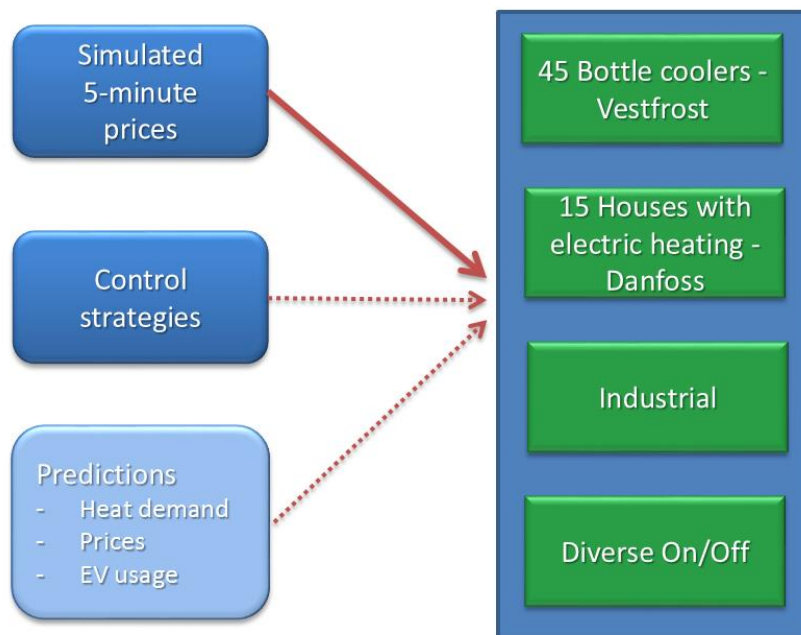 Simulated
5-minute
prices
Control
strategies
Predictions
- Heat demand
- Prices
- EV usage
45 Bottle coolers -
Vestfrost
15 Houses with
electric heating -
Danfoss
Industrial
Diverse On/Off